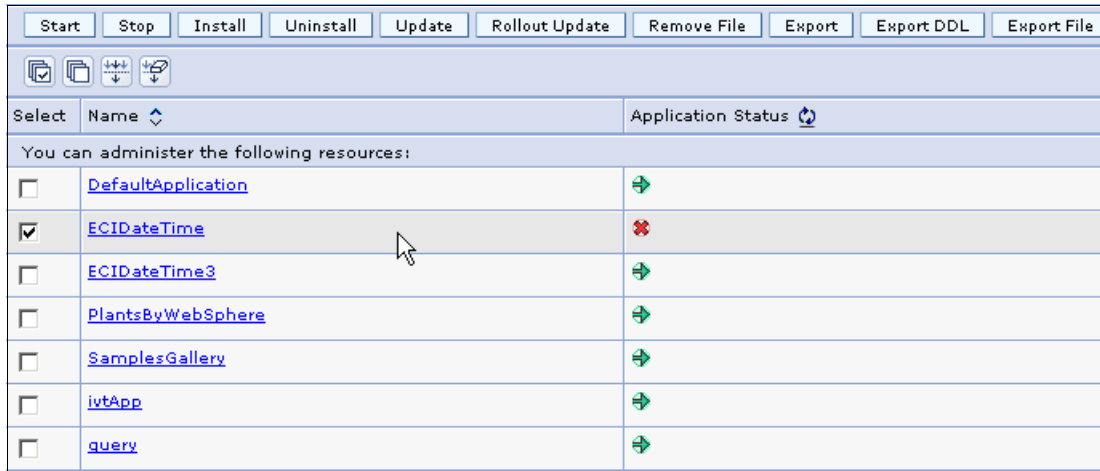 Start Stop Install Uninstall Update Rollout Update Remove File Export Export DDL Export File
Select Name Application Status
You can administer the following resources:
DefaultApplication
ECIDateTime
ECIDateTime3
PlantsByWebSphere
SamplesGallery
ivtApp
query